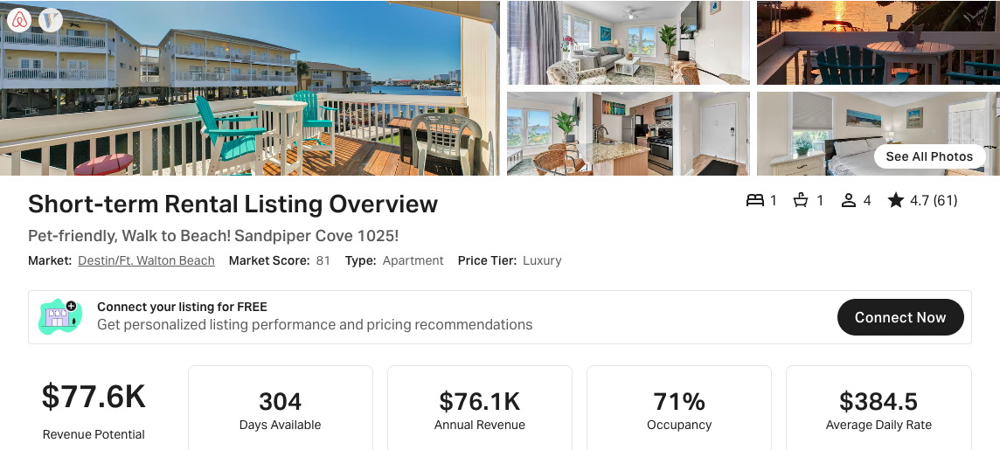 See All Photos
Short-term Rental Listing Overview
1 1 4 4.7 (61)
Pet-friendly, Walk to Beach! Sandpiper Cove 1025!
Market: Destin/Ft. Walton Beach Market Score: 81 Type: Apartment Price Tier: Luxury
Connect your listing for FREE
Get personalized listing performance and pricing recommendations
Connect Now
$77.6K
Revenue Potential
304
Days Available
$76.1K
Annual Revenue
71%
Occupancy
$384.5
Average Daily Rate